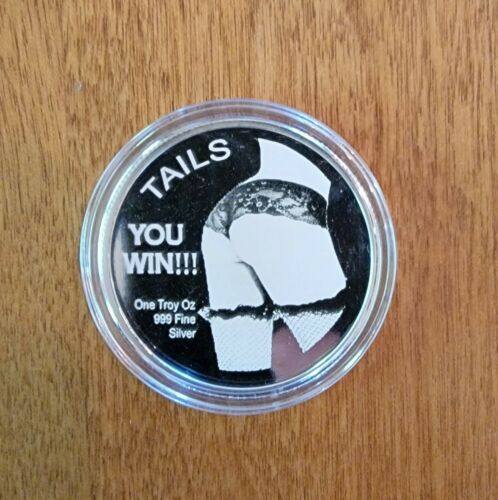 TAILS
YOU
WIN!!!
One Troy Oz
999 Fine
Silver